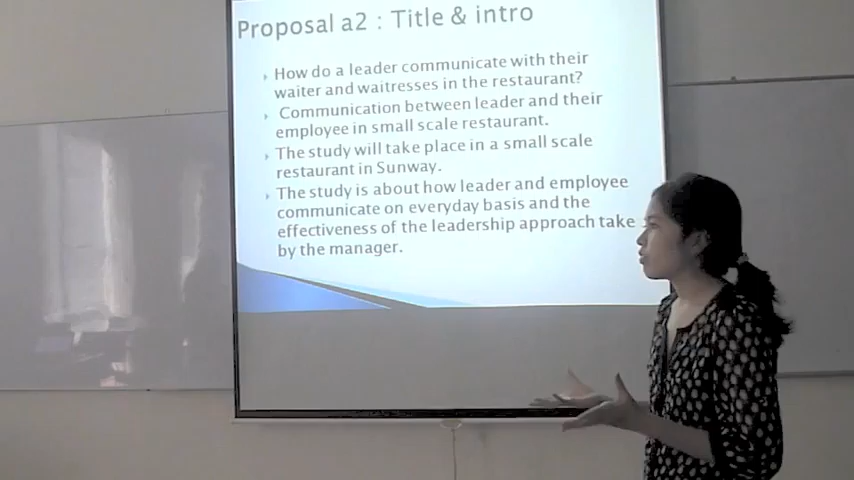 Proposal a2 : Title & intro
How do a leader communicate with their
waiter and waitresses in the restaurant?
Communication between leader and their
employee in small scale restaurant.
The study will take place in a small scale
restaurant in Sunway.
The study is about how leader and employee
communicate on everyday basis and the
effectiveness of the leadership approach take
by the manager.